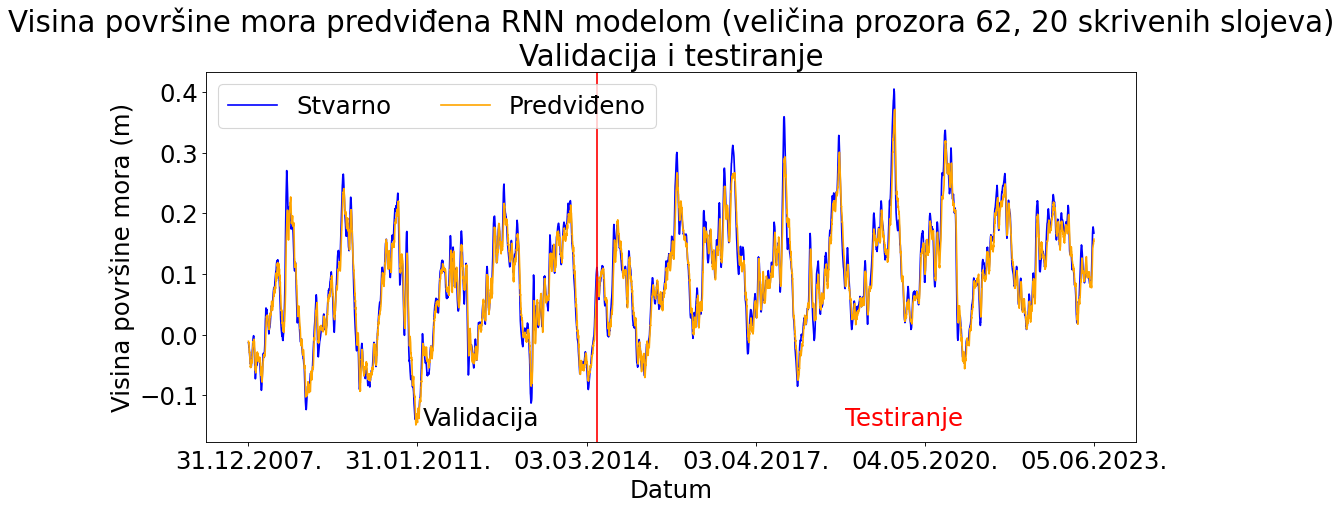 Visina površine mora predviđena RNN modelom (veličina prozora 62, 20 skrivenih slojeva)
Validacija i testiranje
Stvarno
Predviđeno
Visina površine mora (m)
0.4
0.3
0.2
0.1
0.0
−0.1
Validacija
Testiranje
31.12.2007.
31.01.2011.
03.03.2014.
03.04.2017.
04.05.2020.
05.06.2023.
Datum